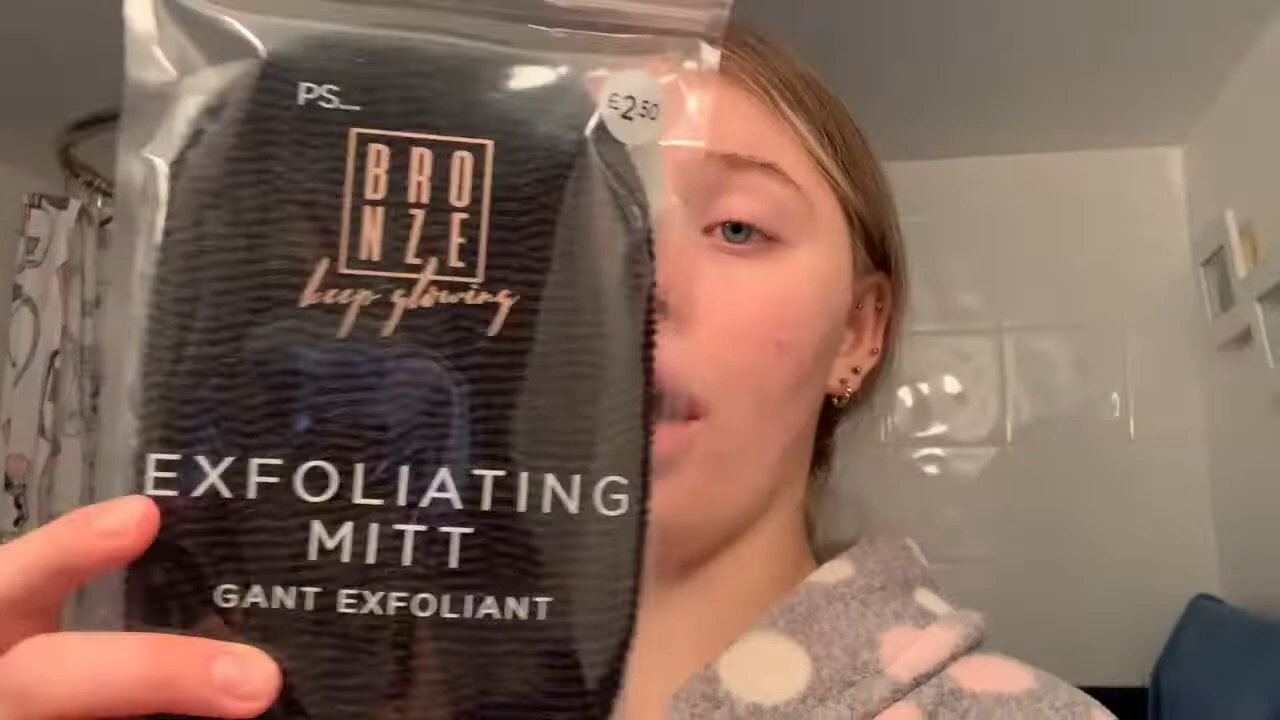 PS...
£2.50
BRO
NZE
keep glowing
EXFOLIATING
MITT
GANT EXFOLIANT